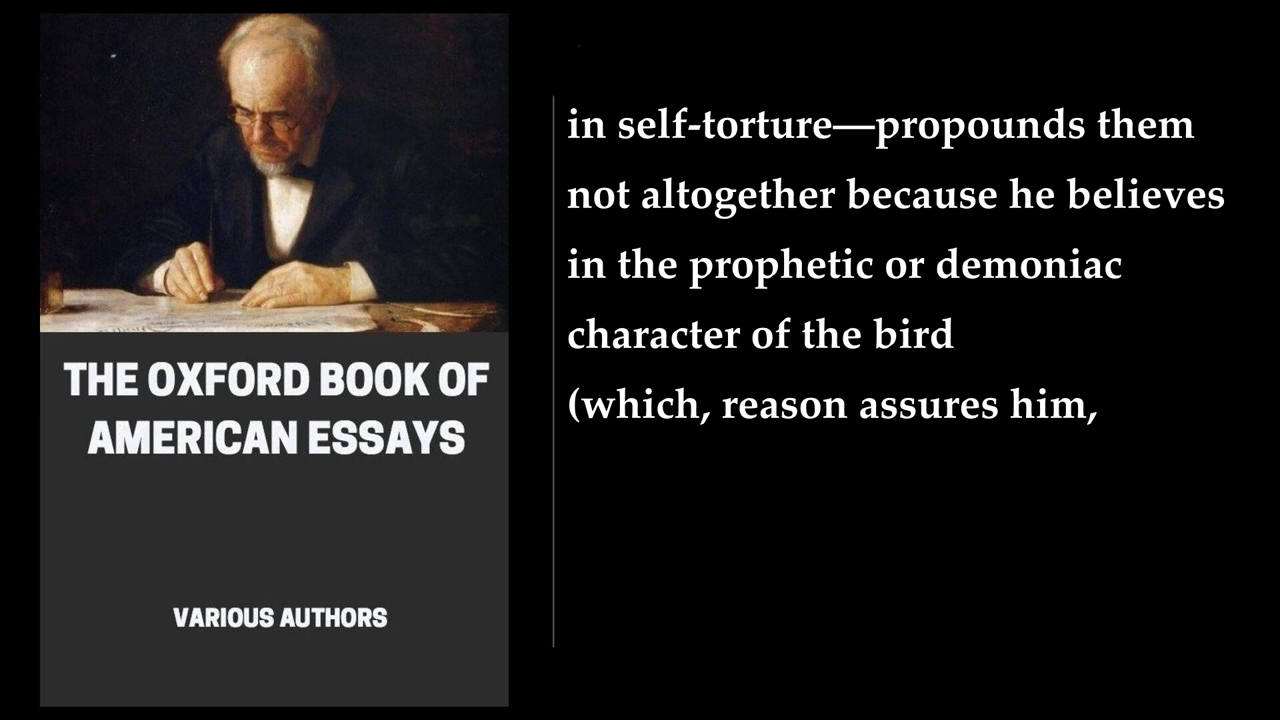 THE OXFORD BOOK OF
AMERICAN ESSAYS
VARIOUS AUTHORS
in self-torture—propounds them
not altogether because he believes
in the prophetic or demoniac
character of the bird
(which, reason assures him,